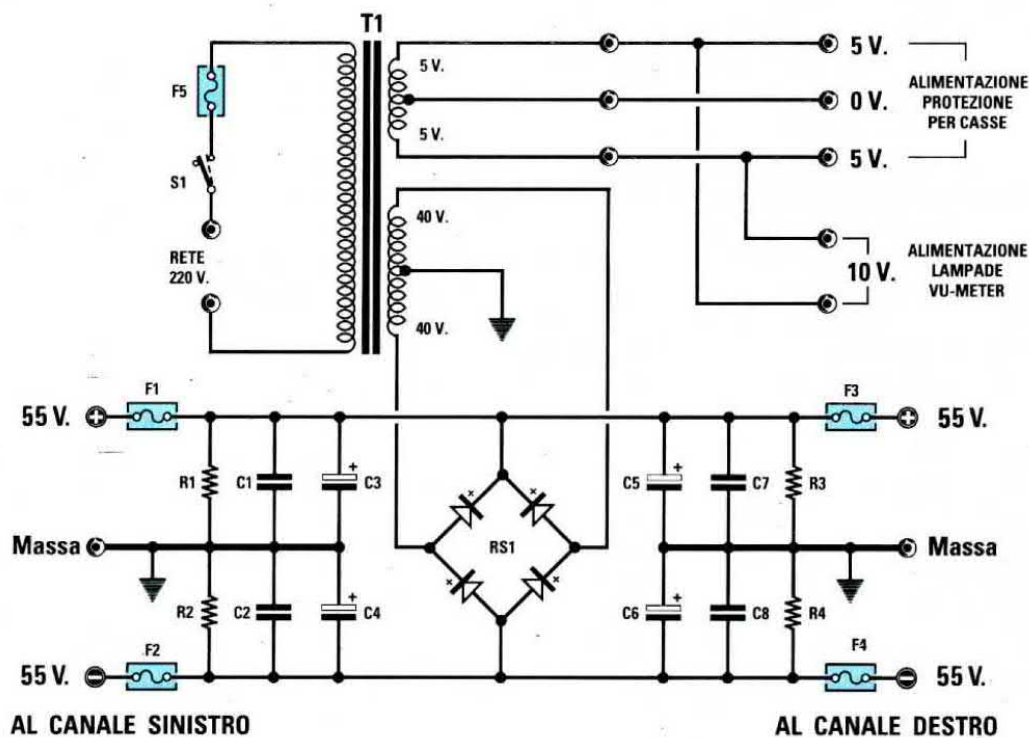 T1
F5
S1
RETE
220 V.
5 V.
5 V.
40 V.
40 V.
5 V.
0 V.
5 V.
ALIMENTAZIONE
PROTEZIONE
PER CASSE
10 V.
ALIMENTAZIONE
LAMPADE
VU-METER
F1
F3
55 V.
55 V.
R1
C1
+
C3
C5
+
C7
R3
RS1
Massa
Massa
R2
C2
+
C4
C6
+
C8
R4
F2
F4
55 V.
55 V.
AL CANALE SINISTRO
AL CANALE DESTRO